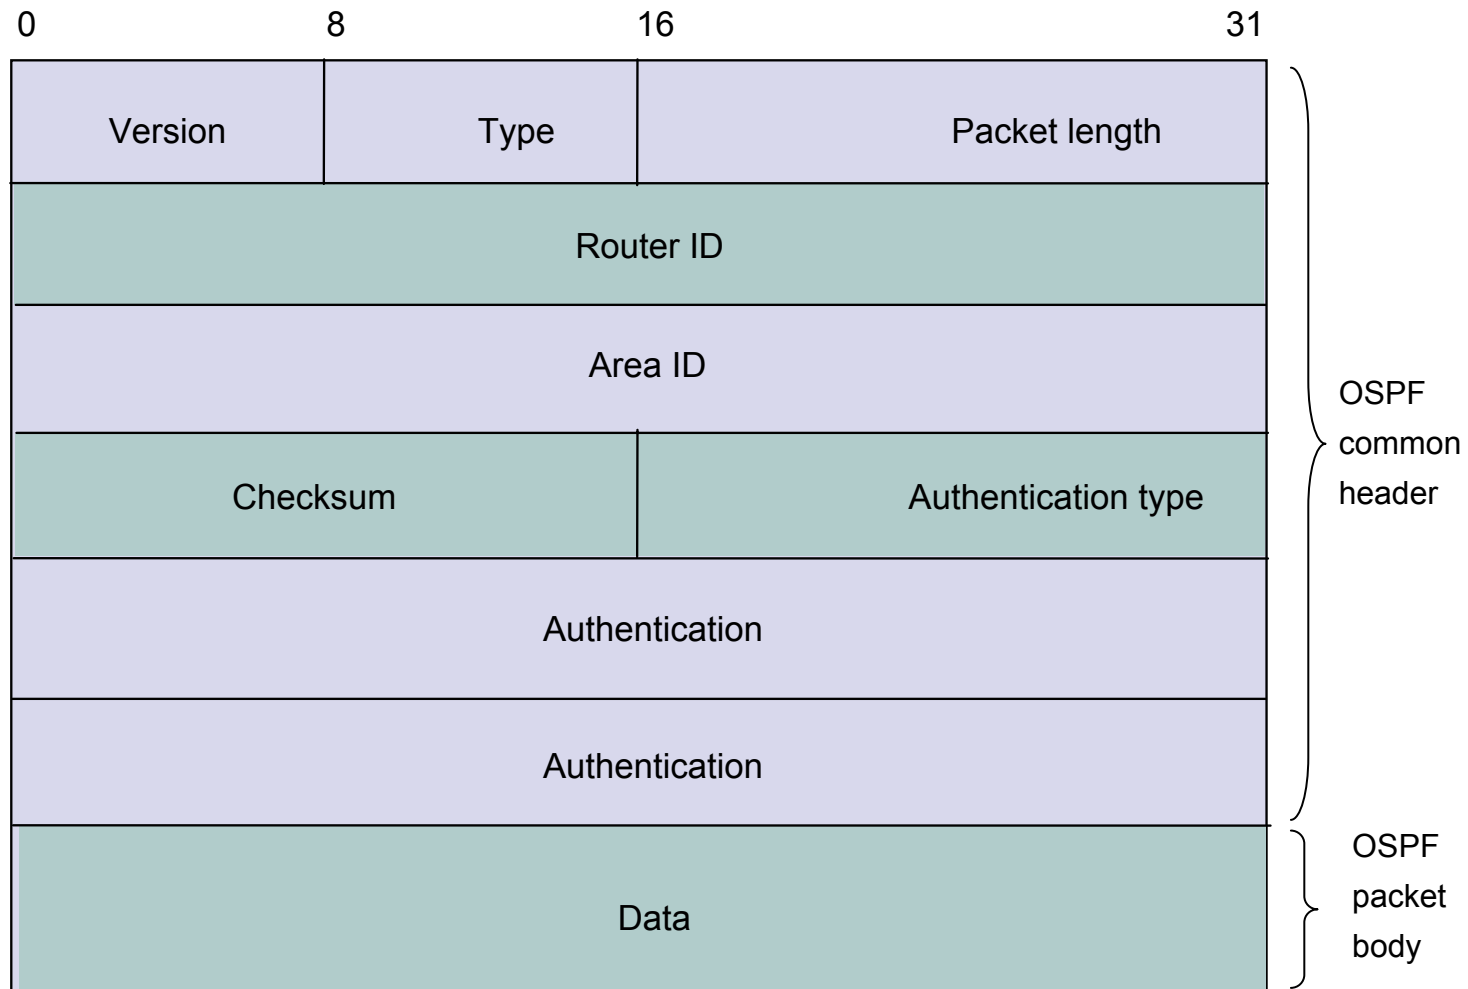 0 8 16 31
Version Type Packet length
Router ID
Area ID
Checksum Authentication type
Authentication
Authentication
Data
OSPF
common
header
OSPF
packet
body